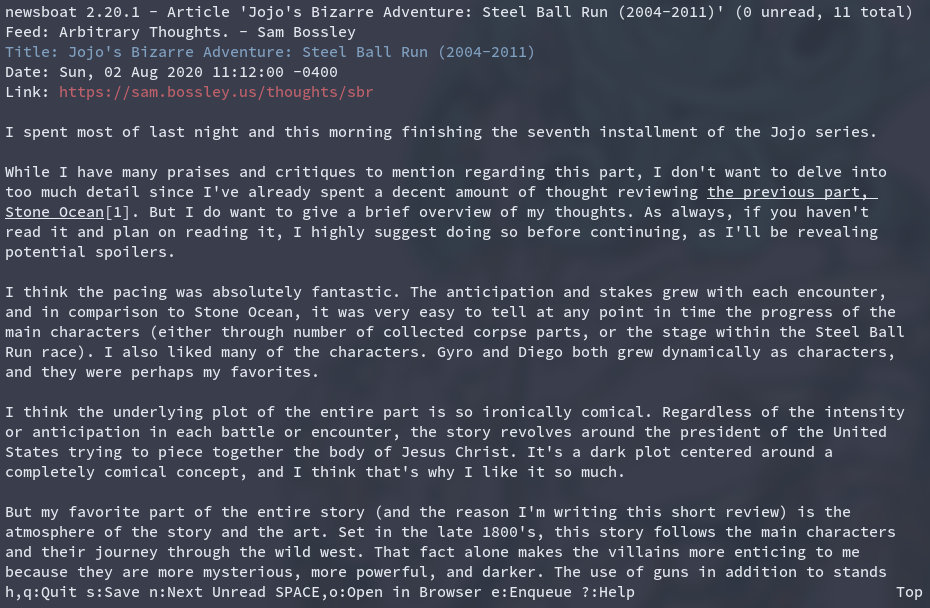 newsboat 2.20.1 - Article 'Jojo's Bizarre Adventure: Steel Ball Run (2004-2011)' (0 unread, 11 total)
Feed: Arbitrary Thoughts. - Sam Bossley
Title: Jojo's Bizarre Adventure: Steel Ball Run (2004-2011)
Date: Sun, 02 Aug 2020 11:12:00 -0400
Link: https://sam.bossley.us/thoughts/sbr
I spent most of last night and this morning finishing the seventh installment of the Jojo series.
While I have many praises and critiques to mention regarding this part, I don't want to delve into
too much detail since I've already spent a decent amount of thought reviewing the previous part,
Stone Ocean[1]. But I do want to give a brief overview of my thoughts. As always, if you haven't
read it and plan on reading it, I highly suggest doing so before continuing, as I'll be revealing
potential spoilers.
I think the pacing was absolutely fantastic. The anticipation and stakes grew with each encounter,
and in comparison to Stone Ocean, it was very easy to tell at any point in time the progress of the
main characters (either through number of collected corpse parts, or the stage within the Steel Ball
Run race). I also liked many of the characters. Gyro and Diego both grew dynamically as characters,
and they were perhaps my favorites.
I think the underlying plot of the entire part is so ironically comical. Regardless of the intensity
or anticipation in each battle or encounter, the story revolves around the president of the United
States trying to piece together the body of Jesus Christ. It's a dark plot centered around a
completely comical concept, and I think that's why I like it so much.
But my favorite part of the entire story (and the reason I'm writing this short review) is the
atmosphere of the story and the art. Set in the late 1800's, this story follows the main characters
and their journey through the wild west. That fact alone makes the villains more enticing to me
because they are more mysterious, more powerful, and darker. The use of guns in addition to stands
h,q:Quit s:Save n:Next Unread SPACE,o:Open in Browser e:Enqueue ?:Help Top